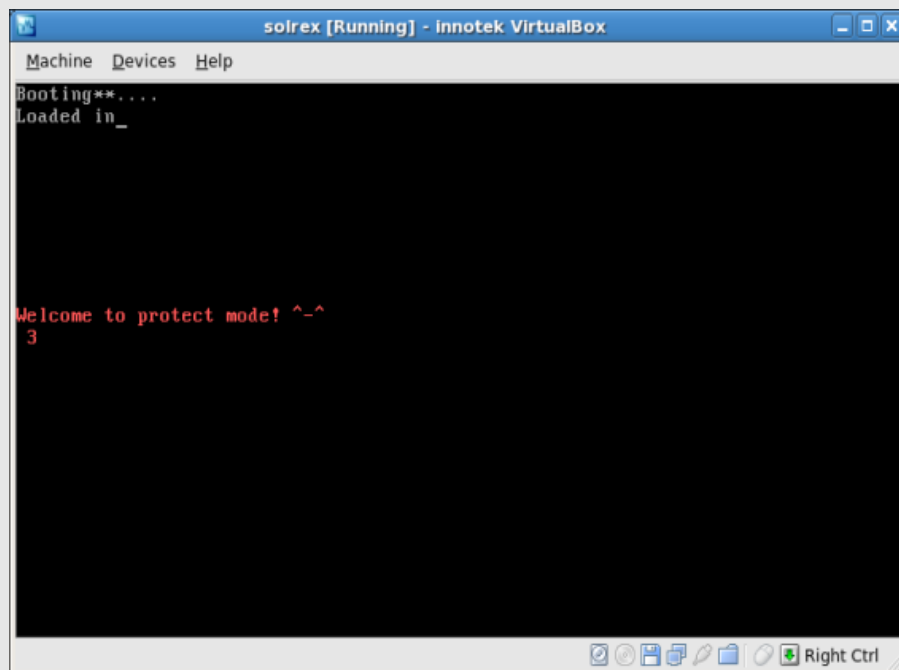 solrex [Running] - innotek VirtualBox
Machine Devices Help
Booting**....
Loaded in_
Welcome to protect mode! ^-^
3
Right Ctrl